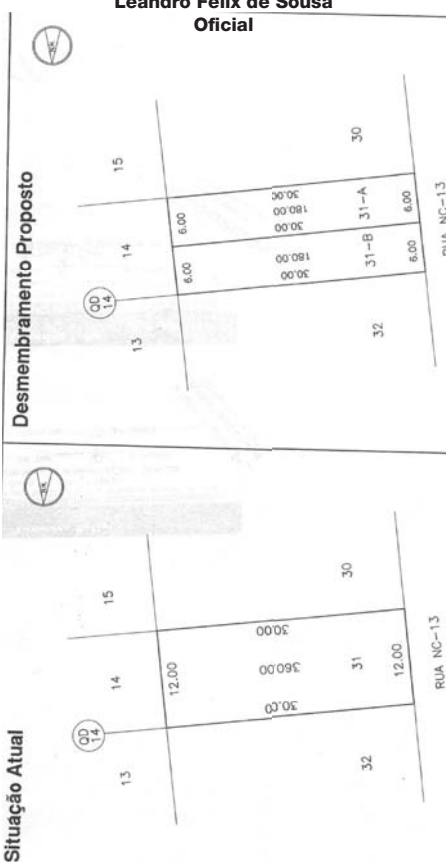 Leandro Félix de Sousa
Oficial
Situação Atual
QD
14
13
14
15
12.00
30.00
360.00
30.00
31
12.00
32
30
RUA NC-13
Desmembramento Proposto
QD
14
13
14
15
6.00
6.00
30.00
180.00
30.00
180.00
30.00
31-B
31-A
6.00
6.00
32
30
RUA NC-13